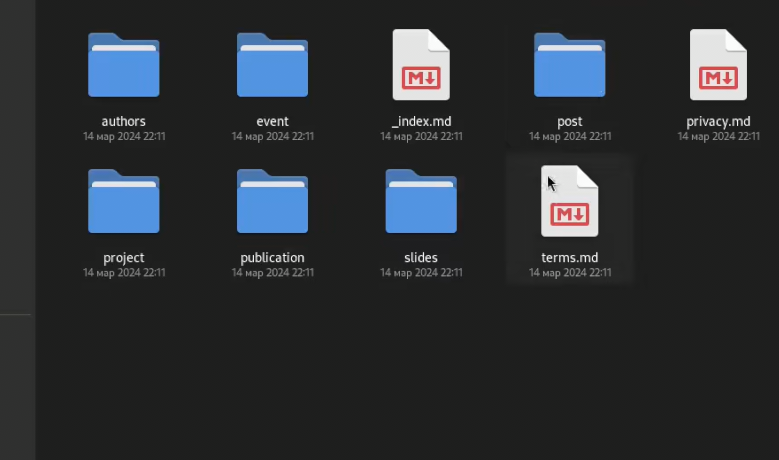 authors
14 мар 2024 22:11
event
14 мар 2024 22:11
_index.md
14 мар 2024 22:11
post
14 мар 2024 22:11
privacy.md
14 мар 2024 22:11
project
14 мар 2024 22:11
publication
14 мар 2024 22:11
slides
14 мар 2024 22:11
terms.md
14 мар 2024 22:11